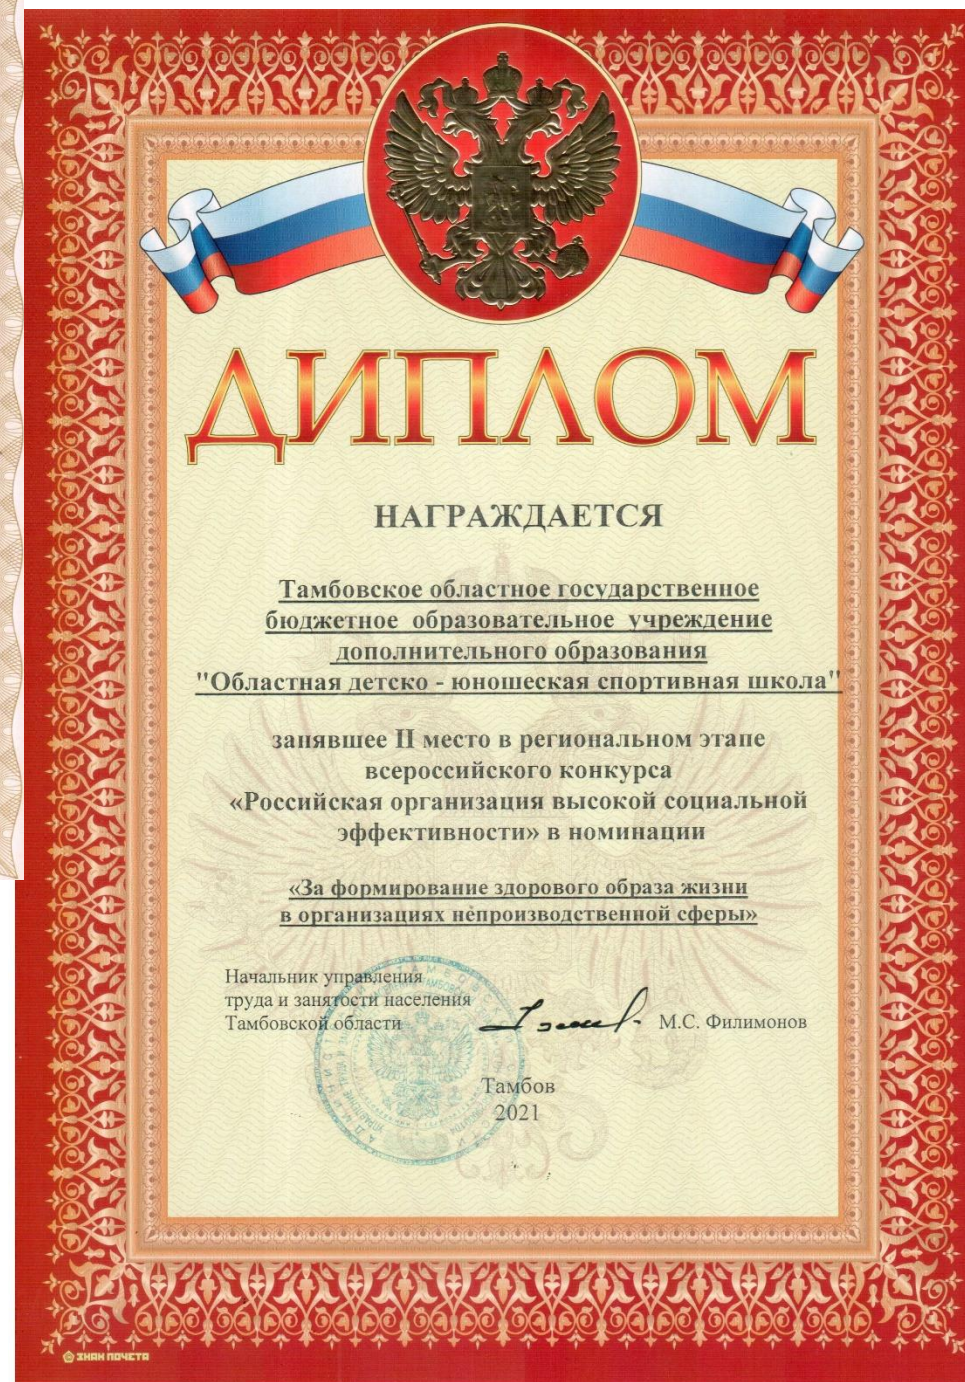 ДИПЛОМ
НАГРАЖДАЕТСЯ
Тамбовское областное государственное
бюджетное образовательное учреждение
дополнительного образования
"Областная детско - юношеская спортивная школа"
занявшее II место в региональном этапе
всероссийского конкурса
«Российская организация высокой социальной
эффективности» в номинации
«За формирование здорового образа жизни
в организациях непроизводственной сферы»
Начальник управления
труда и занятости населения
Тамбовской области
М.С. Филимонов
Тамбов
2021
ЗНАК ПОЧЕТА